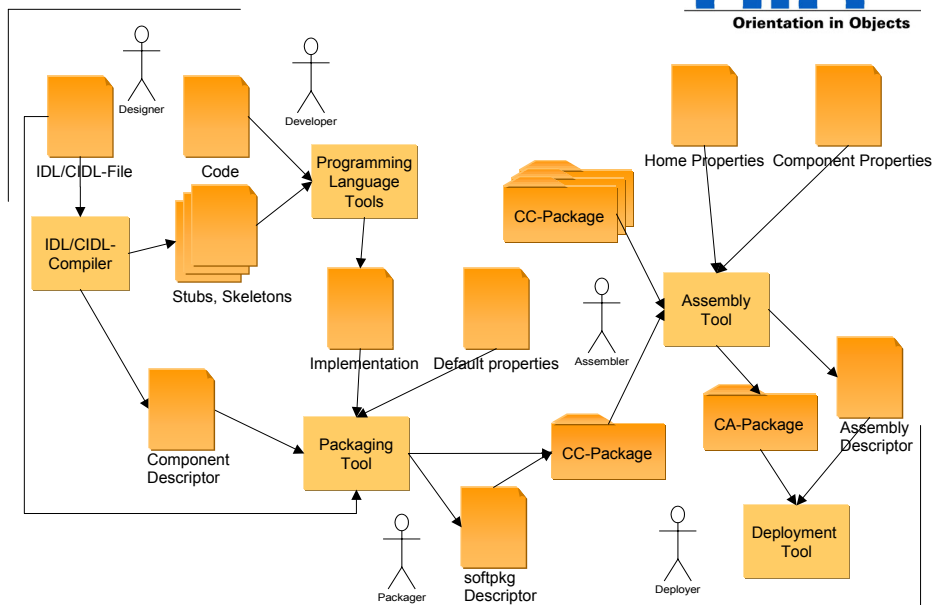 Orientation in Objects
Designer
Developer
IDL/CIDL-File
Code
Programming
Language
Tools
Home Properties
Component Properties
CC-Package
IDL/CIDL-
Compiler
Stubs, Skeletons
Assembly
Tool
Implementation
Default properties
Assembler
Component
Descriptor
Packaging
Tool
CC-Package
CA-Package
Assembly
Descriptor
Packager
softpkg
Descriptor
Deployer
Deployment
Tool